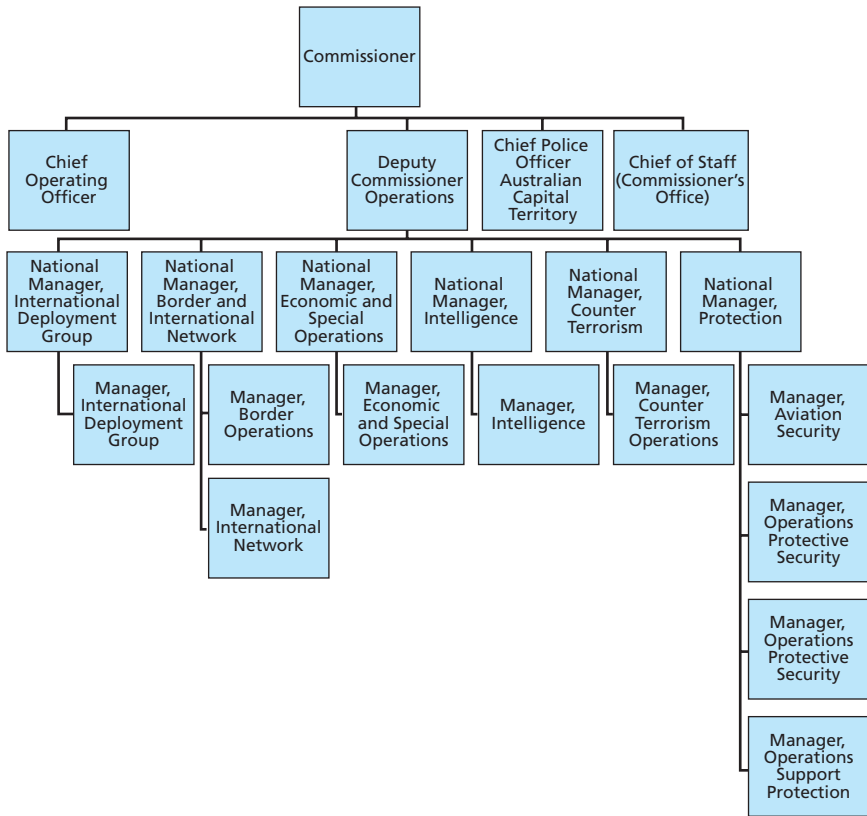 Commissioner
Chief
Operating
Officer
Deputy
Commissioner
Operations
Chief Police
Officer
Australian
Capital
Territory
Chief of Staff
(Commissioner's
Office)
National
Manager,
International
Deployment
Group
National
Manager,
Border and
International
Network
National
Manager,
Economic and
Special
Operations
National
Manager,
Intelligence
National
Manager,
Counter
Terrorism
National
Manager,
Protection
Manager,
International
Deployment
Group
Manager,
Border
Operations
Manager,
Economic
and Special
Operations
Manager,
Intelligence
Manager,
Counter
Terrorism
Operations
Manager,
Aviation
Security
Manager,
International
Network
Manager,
Operations
Protective
Security
Manager,
Operations
Protective
Security
Manager,
Operations
Support
Protection